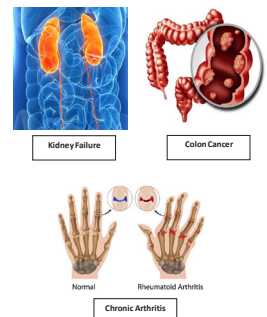 Kidney Failure
Colon Cancer
Normal
Rheumatoid Arthritis
Chronic Arthritis